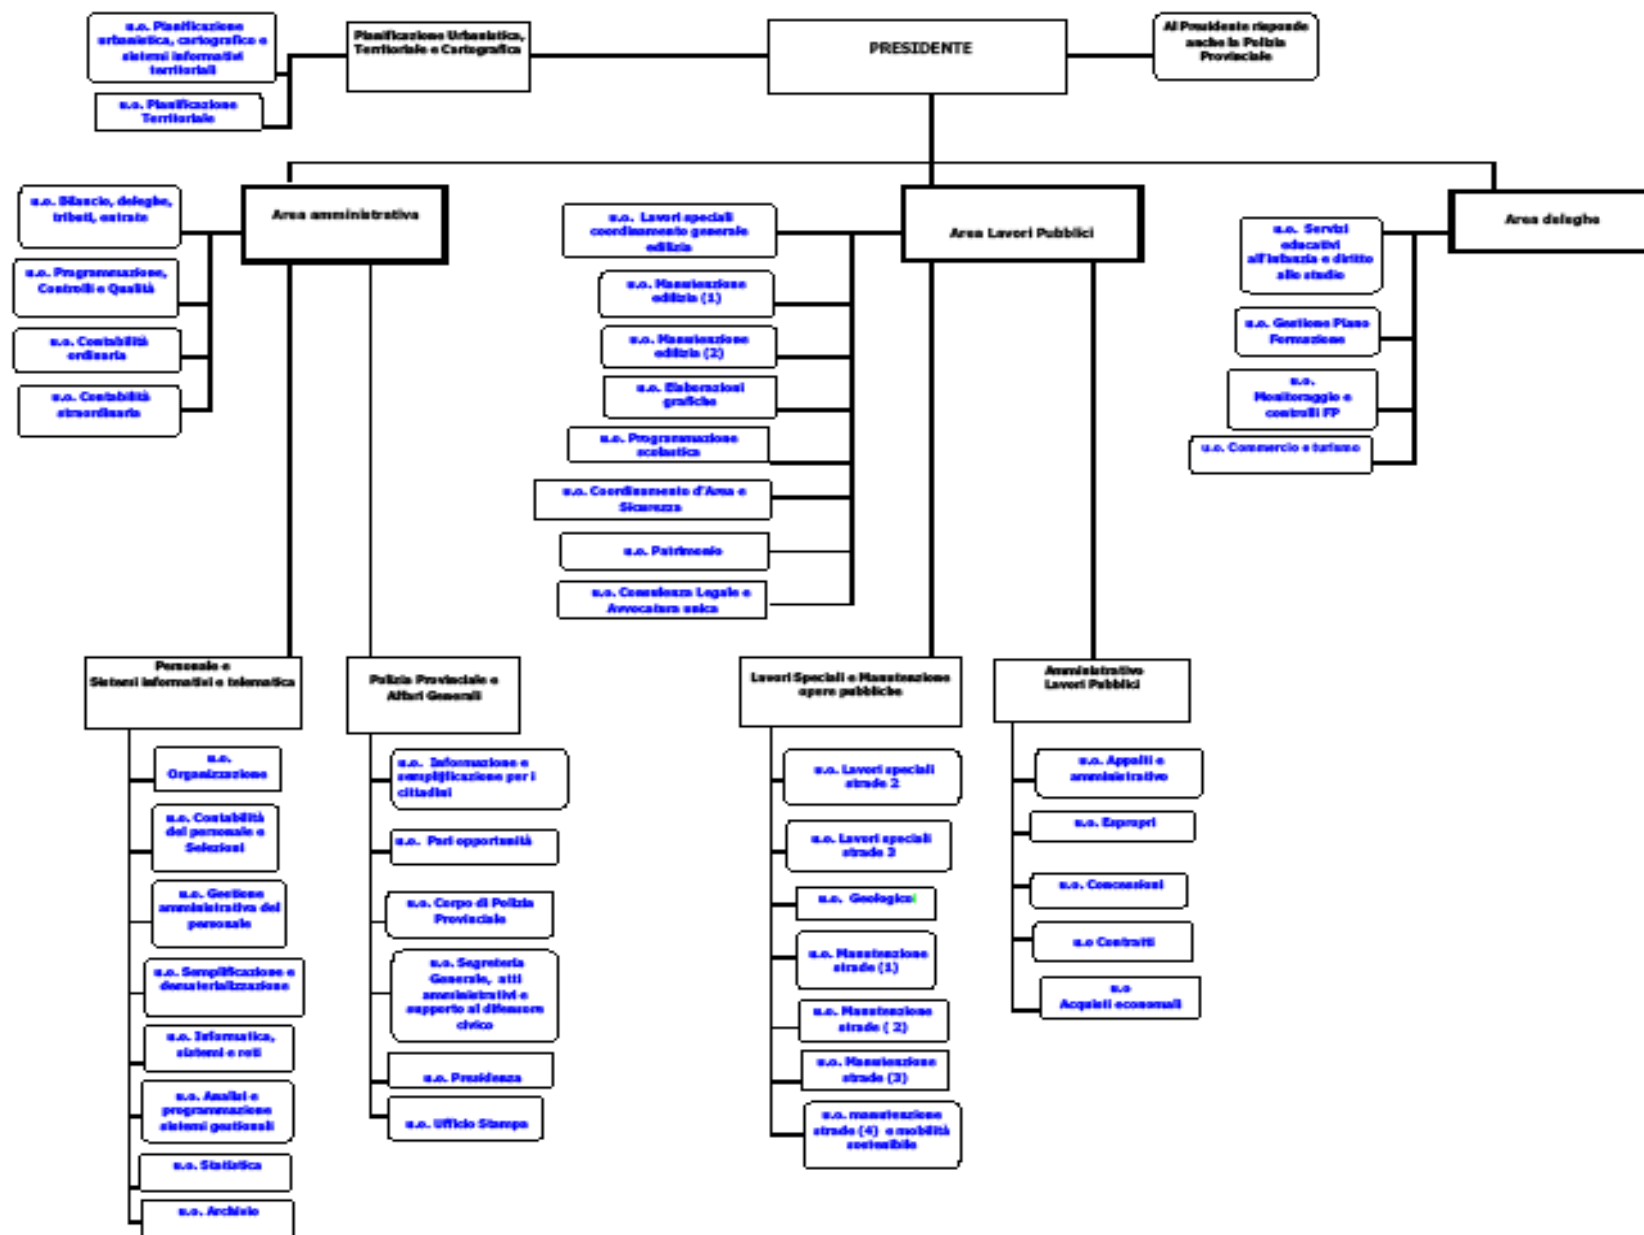 u.o. Pianificazione
urbanistica, cartografico e
sistemi informativi
territoriali
u.o. Pianificazione
Territoriale
Pianificazione Urbanistica,
Territoriale e Cartografica
PRESIDENTE
Al Presidente risponde
anche la Polizia
Provinciale
u.o. Bilancio, deleghe,
tributi, entrate
u.o. Programmazione,
Controlli e Qualità
u.o. Contabilità
ordinaria
u.o. Contabilità
straordinaria
Area amministrativa
u.o. Lavori speciali
coordinamento generale
edilizia
u.o. Manutenzione
edilizia (1)
u.o. Manutenzione
edilizia (2)
u.o. Elaborazioni
grafiche
u.o. Programmazione
scolastica
u.o. Coordinamento d'Area e
Sicurezza
u.o. Patrimonio
u.o. Consulenza Legale e
Avvocatura unica
Area Lavori Pubblici
u.o. Servizi
educativi
all'infanzia e diritto
allo studio
u.o. Gestione Piano
Formazione
u.o.
Monitoraggio e
controlli FP
u.o. Commercio e turismo
Area deleghe
Personale e
Sistemi informativi e telematica
u.o.
Organizzazione
u.o. Contabilità
del personale e
Selezioni
u.o. Gestione
amministrativa del
personale
u.o. Semplificazione e
dematerializzazione
u.o. Informatica,
sistemi e reti
u.o. Analisi e
programmazione
sistemi gestionali
u.o. Statistica
u.o. Archivio
Polizia Provinciale e
Affari Generali
u.o. Informazione e
semplificazione per i
cittadini
u.o. Pari opportunità
u.o. Corpo di Polizia
Provinciale
u.o. Segreteria
Generale, atti
amministrativi e
supporto al difensore
civico
u.o. Presidenza
u.o. Ufficio Stampa
Lavori Speciali e Manutenzione
opere pubbliche
u.o. Lavori speciali
strade 2
u.o. Lavori speciali
strade 3
u.o. Geologico
u.o. Manutenzione
strade (1)
u.o. Manutenzione
strade ( 2)
u.o. Manutenzione
strade (3)
u.o. manutenzione
strade (4) e mobilità
sostenibile
Amministrativo
Lavori Pubblici
u.o. Appalti e
amministrativo
u.o. Espropri
u.o. Concessioni
u.o Contratti
u.o
Acquisti economali